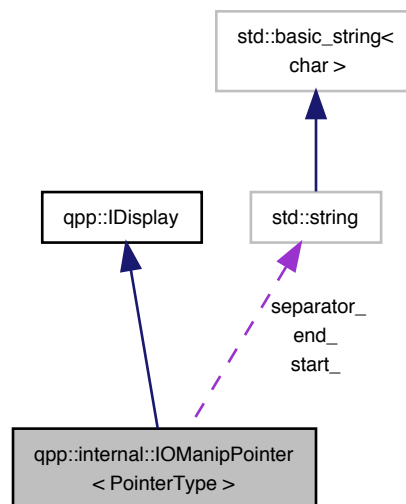 std::basic_string<
char >
qpp::IDisplay
std::string
separator_
end_
start_
qpp::internal::IOManipPointer
< PointerType >